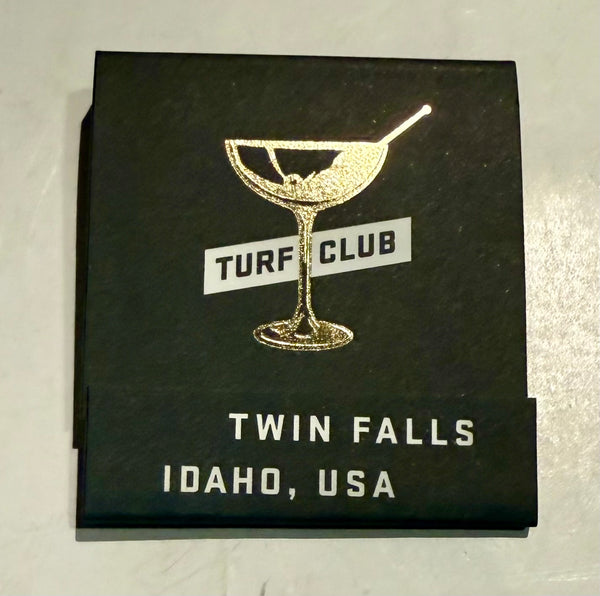 TURF CLUB
TWIN FALLS
IDAHO, USA